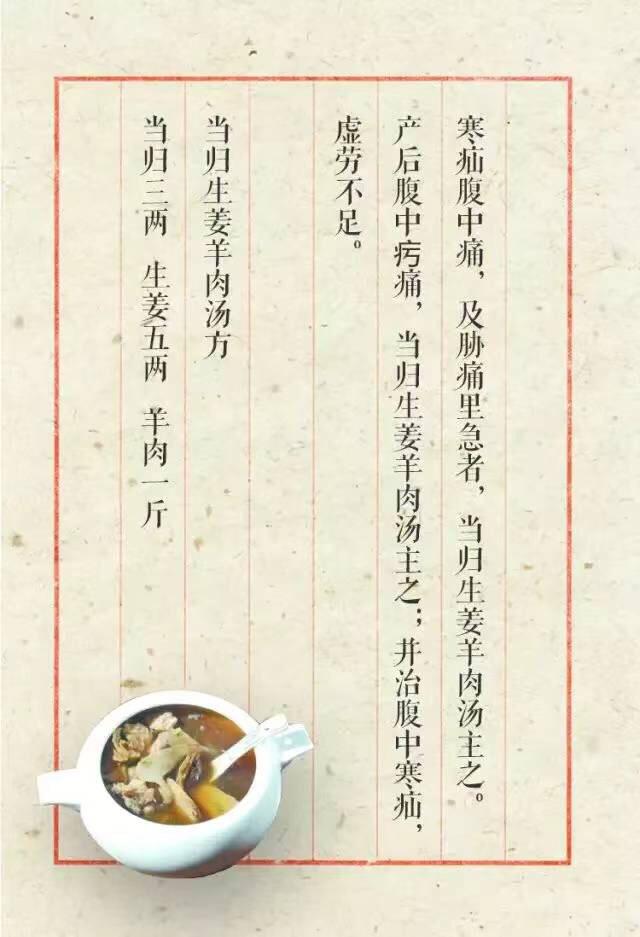 寒疝腹中痛，及胁痛里急者，当归生姜羊肉汤主之。
产后腹中疞痛，当归生姜羊肉汤主之；并治腹中寒疝，
虚劳不足。
当归生姜羊肉汤方
当归三两 生姜五两 羊肉一斤